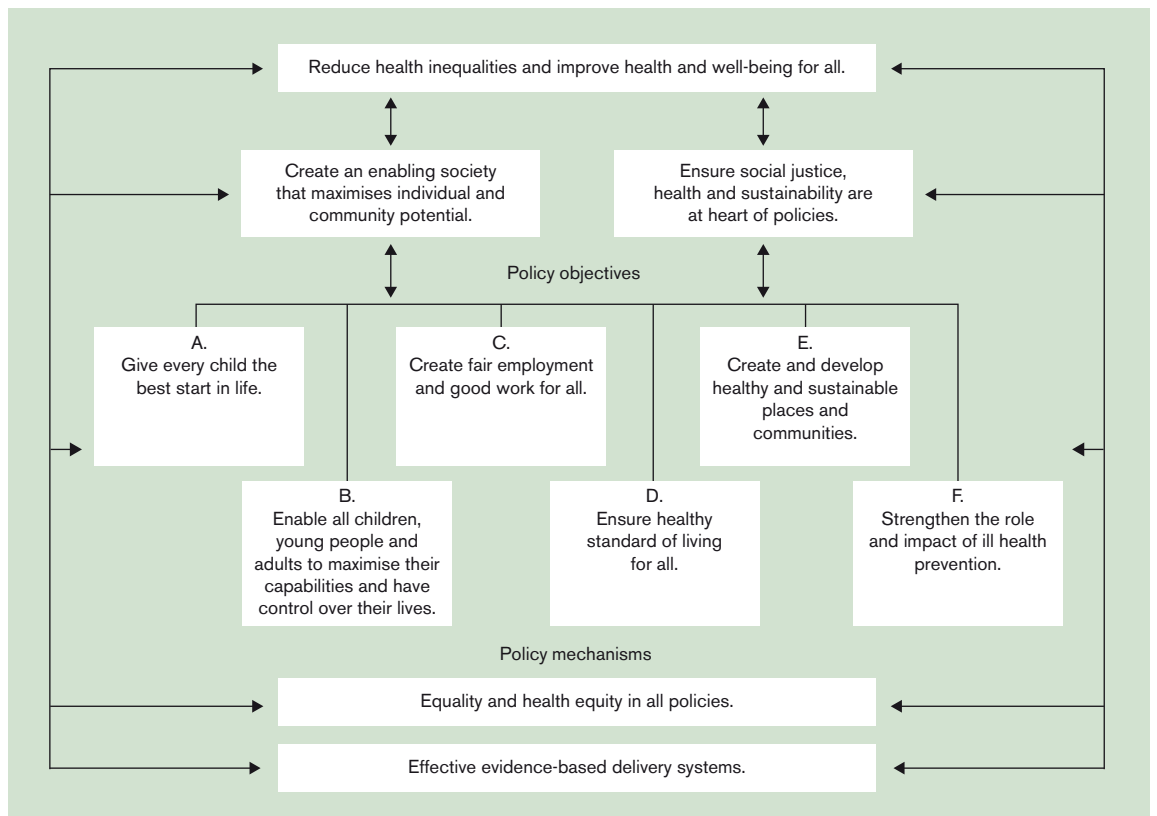 Reduce health inequalities and improve health and well-being for all.
Create an enabling society
that maximises individual and
community potential.
Ensure social justice,
health and sustainability are
at heart of policies.
Policy objectives
A.
Give every child the
best start in life.
B.
Enable all children,
young people and
adults to maximise their
capabilities and have
control over their lives.
C.
Create fair employment
and good work for all.
D.
Ensure healthy
standard of living
for all.
E.
Create and develop
healthy and sustainable
places and
communities.
F.
Strengthen the role
and impact of ill health
prevention.
Policy mechanisms
Equality and health equity in all policies.
Effective evidence-based delivery systems.